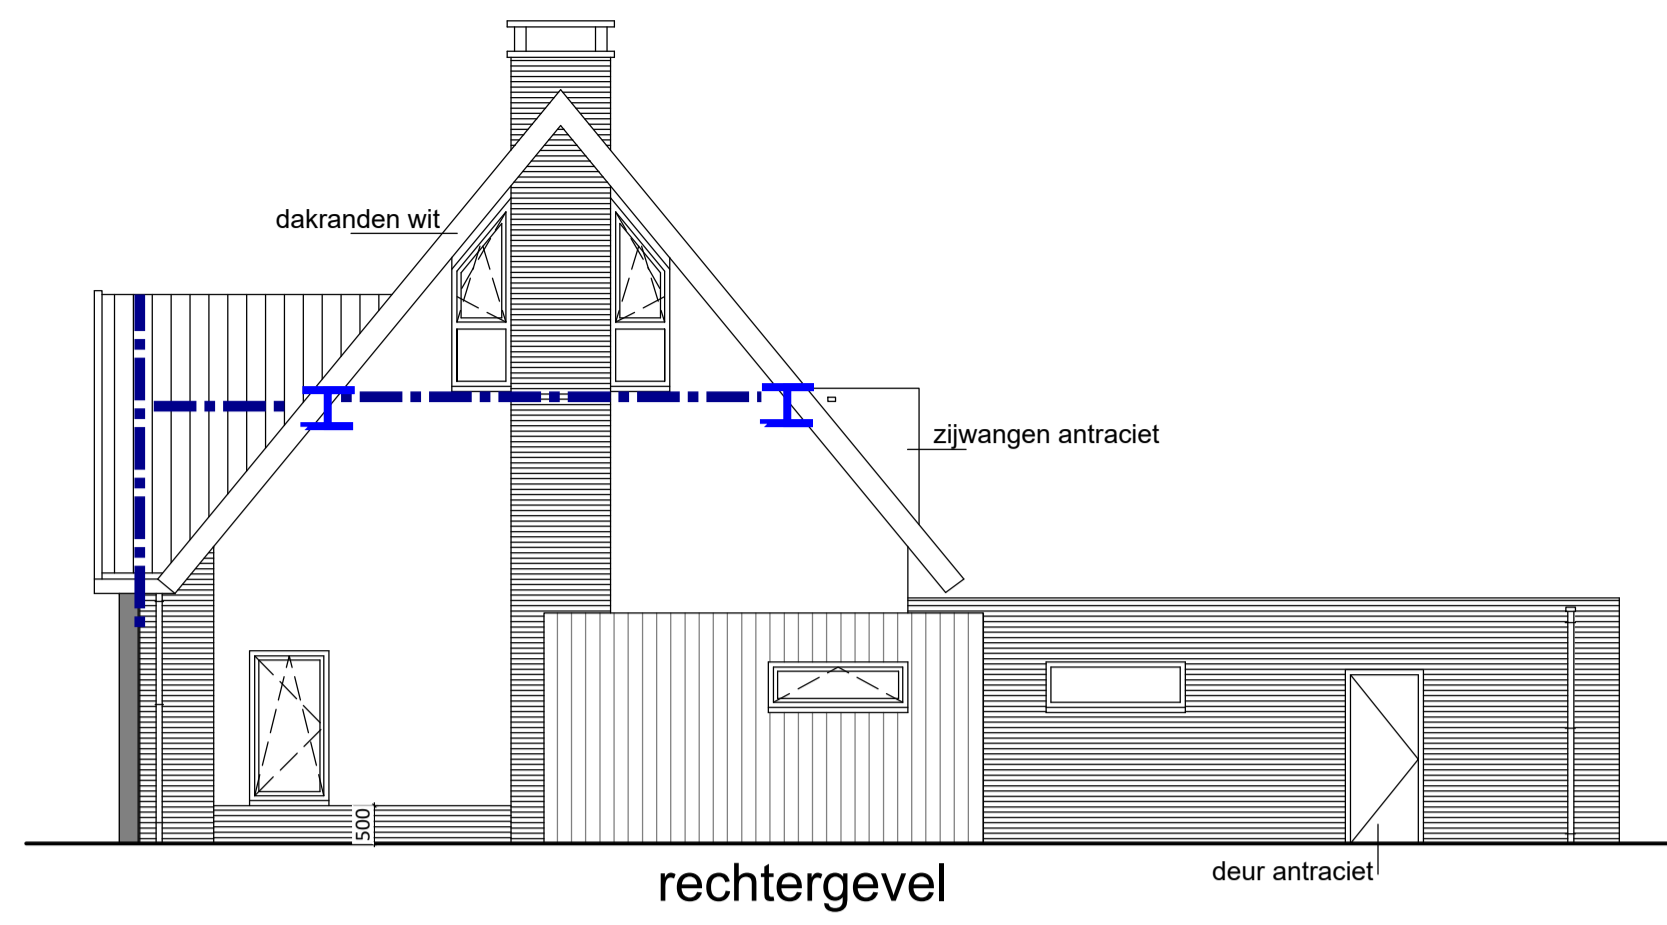 dakranden wit
zijwangen antraciet
500
deur antraciet
rechtergevel